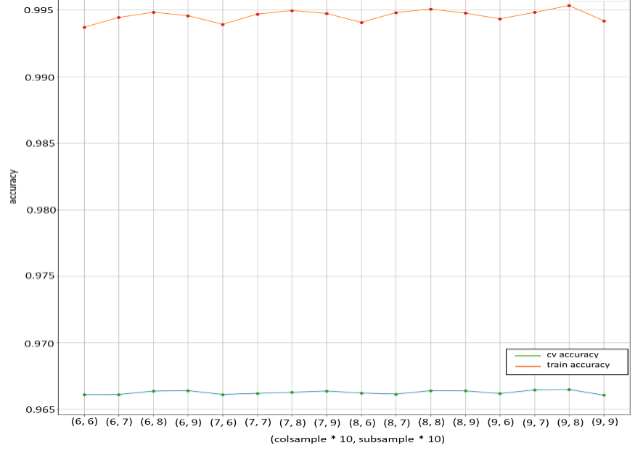 0.995
0.990
0.985
0.980
0.975
0.970
0.965
accuracy
cv accuracy
train accuracy
(6, 6) (6, 7) (6, 8) (6, 9) (7, 6) (7, 7) (7, 8) (7, 9) (8, 6) (8, 7) (8, 8) (8, 9) (9, 6) (9, 7) (9, 8) (9, 9)
(colsample * 10, subsample * 10)